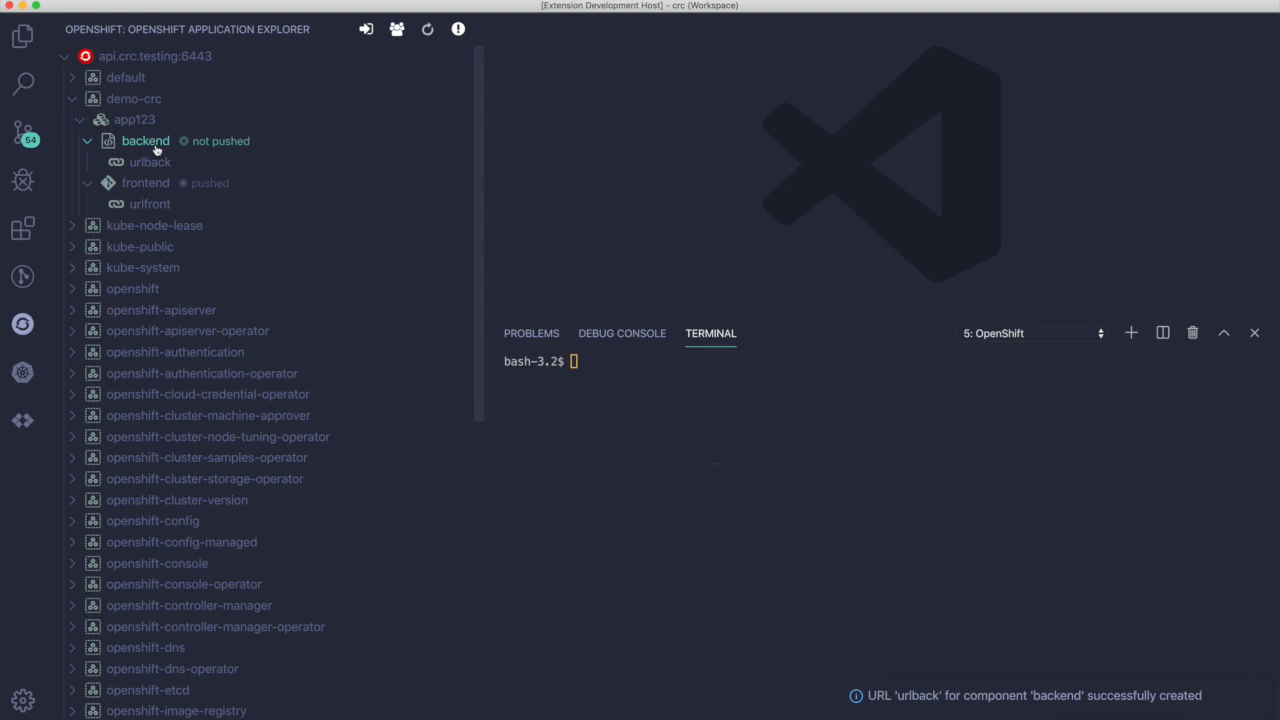 [Extension Development Host] - crc (Workspace)
OPENSHIFT: OPENSHIFT APPLICATION EXPLORER
api.crc.testing:6443
default
demo-crc
app123
backend not pushed
urlback
frontend pushed
urlfront
kube-node-lease
kube-public
kube-system
openshift
openshift-apiserver
openshift-apiserver-operator
openshift-authentication
openshift-authentication-operator
openshift-cloud-credential-operator
openshift-cluster-machine-approver
openshift-cluster-node-tuning-operator
openshift-cluster-samples-operator
openshift-cluster-storage-operator
openshift-cluster-version
openshift-config
openshift-config-managed
openshift-console
openshift-console-operator
openshift-controller-manager
openshift-controller-manager-operator
openshift-dns
openshift-dns-operator
openshift-etcd
openshift-image-registry
54
PROBLEMS DEBUG CONSOLE TERMINAL 5: OpenShift
bash-3.2$
URL 'urlback' for component 'backend' successfully created